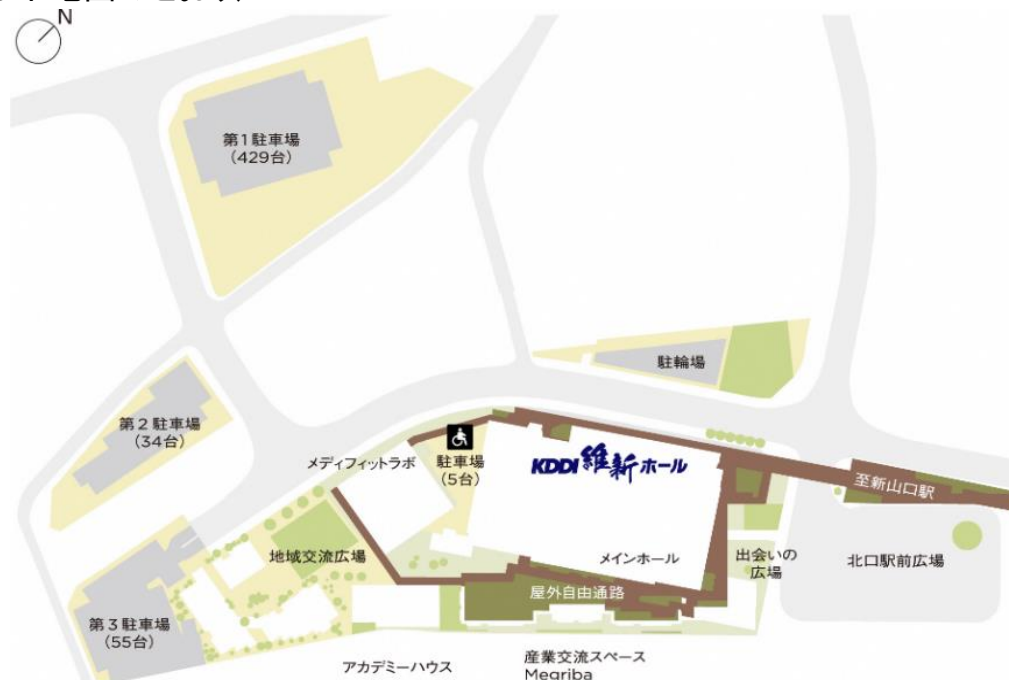 N
第1駐車場
(429台)
駐輪場
第2駐車場
(34台)
メディフィットラボ
駐車場
(5台)
KDDI 維新ホール
至新山口駅
地域交流広場
メインホール
出会いの
広場
北口駅前広場
屋外自由通路
第3駐車場
(55台)
アカデミーハウス
産業交流スペース
Megriba